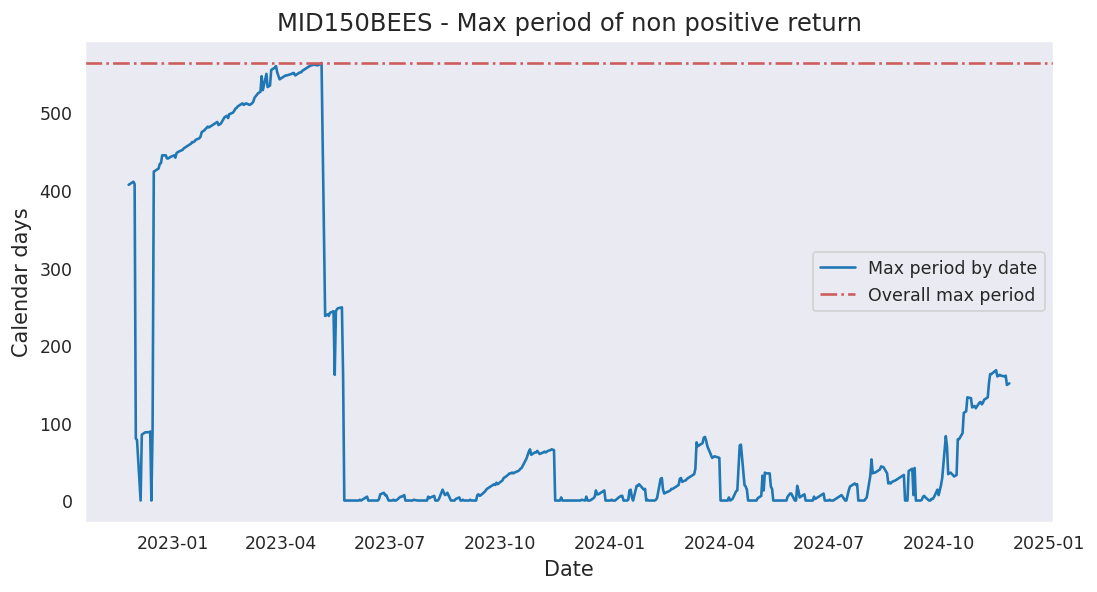 MID150BEES - Max period of non positive return
Calendar days
500
400
300
200
100
0
Max period by date
Overall max period
2023-01 2023-04 2023-07 2023-10 2024-01 2024-04 2024-07 2024-10 2025-01
Date